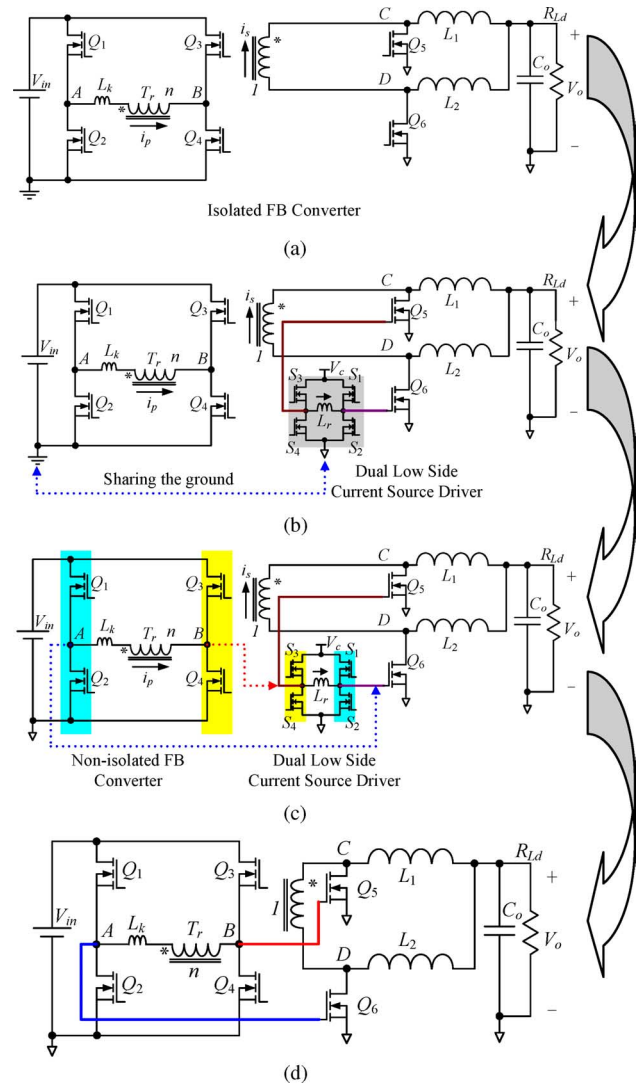 Q1 Q3 C L1 RLd
is * Q5 +
Vin A Lk Tr n B Co Vo
* 1 D L2
Q2 ip Q4 Q6 −
Isolated FB Converter
(a)
Q1 Q3 C L1 RLd
is * Q5 +
Vin A Lk Tr n B Co Vo
* 1 D L2
Q2 ip Q4 S3 Vc S1 Q6 −
Lr
S4 S2
Sharing the ground
Dual Low Side
Current Source Driver
(b)
Q1 Q3 C L1 RLd
is * Q5 +
Vin A Lk Tr n B Co Vo
* 1 D L2
Q2 ip Q4 S3 Vc S1 Q6 −
Lr
S4 S2
Non-isolated FB
Converter
Dual Low Side
Current Source Driver
(c)
Q1 Q3 C L1 RLd
* Q5 +
Vin A Lk Tr B 1 Co Vo
* n D L2
Q2 Q4 Q6 −
(d)